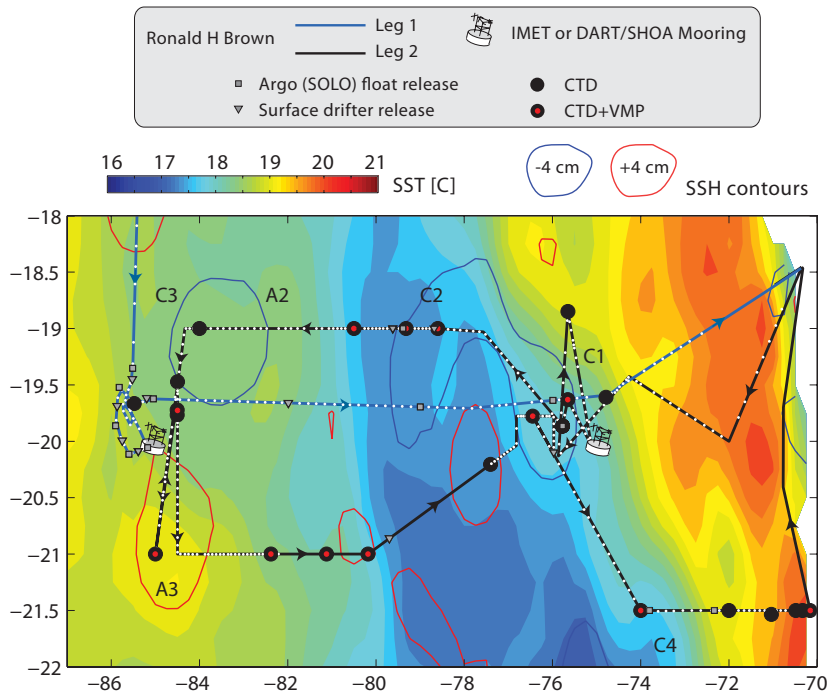 Ronald H Brown
Leg 1
Leg 2
IMET or DART/SHOA Mooring
Argo (SOLO) float release
Surface drifter release
CTD
CTD+VMP
16 17 18 19 20 21
SST [C]
-4 cm
+4 cm
SSH contours
−18
−18.5
−19
−19.5
−20
−20.5
−21
−21.5
−22
C3
A2
C2
C1
A3
C4
−86 −84 −82 −80 −78 −76 −74 −72 −70